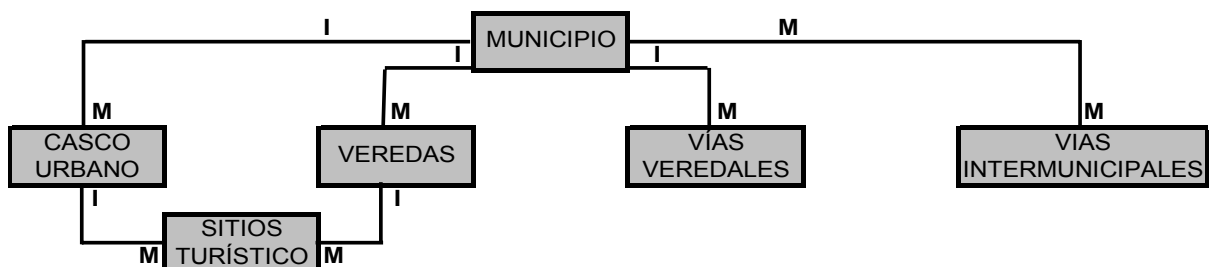 I
MUNICIPIO
M
I
I
M
M
M
M
CASCO
URBANO
VEREDAS
VÍAS
VEREDALES
VIAS
INTERMUNICIPALES
I
I
SITIOS
TURÍSTICO
M
M